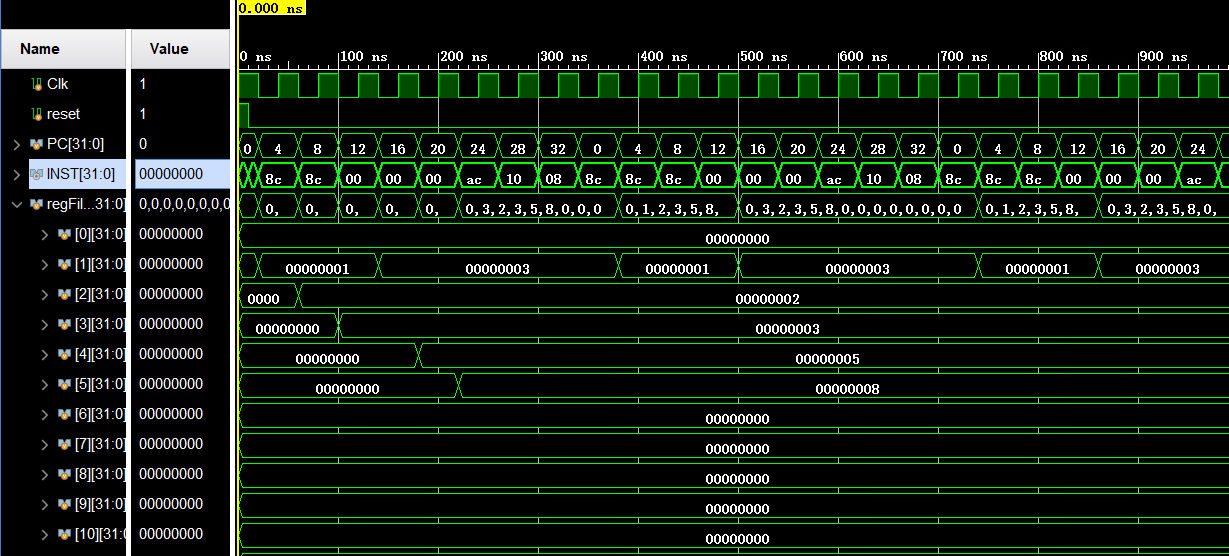 0.000 ns
Name Value 0 ns 100 ns 200 ns 300 ns 400 ns 500 ns 600 ns 700 ns 800 ns 900 ns
Clk 1
reset 1
PC[31:0] 0 0 4 8 12 16 20 24 28 32 0 4 8 12 16 20 24 28 32 0 4 8 12 16 20 24
INST[31:0] 00000000 8c 8c 00 00 00 ac 10 08 8c 8c 8c 00 00 00 ac 10 08 8c 8c 8c 00 00 00 ac
regFil...31:0] 0,0,0,0,0,0,0,0 0, 0, 0, 0, 0, 0,3,2,3,5,8,0,0,0 0,1,2,3,5,8, 0,3,2,3,5,8,0,0,0,0,0,0,0,0,0 0,1,2,3,5,8, 0,3,2,3,5,8,0,
[0][31:0] 00000000 00000000
[1][31:0] 00000000 00000001 00000003 00000001 00000003 00000001 00000003
[2][31:0] 00000000 0000 00000002
[3][31:0] 00000000 00000000 00000003
[4][31:0] 00000000 00000000 00000005
[5][31:0] 00000000 00000000 00000008
[6][31:0] 00000000 00000000
[7][31:0] 00000000 00000000
[8][31:0] 00000000 00000000
[9][31:0] 00000000 00000000
[10][31:0 00000000 00000000